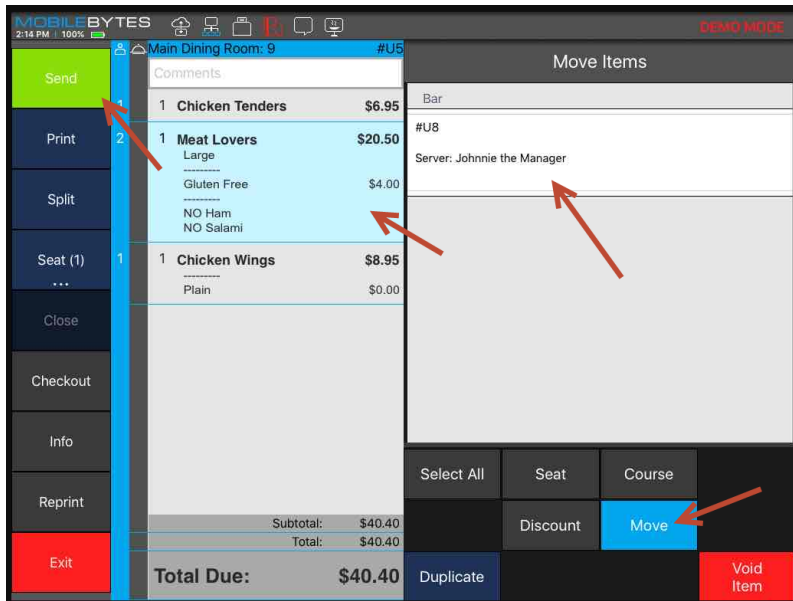 MOBILEBYTES
2:14 PM | 100%
DEMO MODE
Main Dining Room: 9 #U5
Comments
Send
Print
Split
Seat (1)
...
Close
Checkout
Info
Reprint
Exit
1 1 Chicken Tenders $6.95
2 1 Meat Lovers $20.50
Large
---------
Gluten Free $4.00
---------
NO Ham
NO Salami
1 1 Chicken Wings $8.95
---------
Plain $0.00
Subtotal: $40.40
Total: $40.40
Total Due: $40.40
Move Items
Bar
#U8
Server: Johnnie the Manager
Select All
Seat
Course
Discount
Move
Duplicate
Void
Item